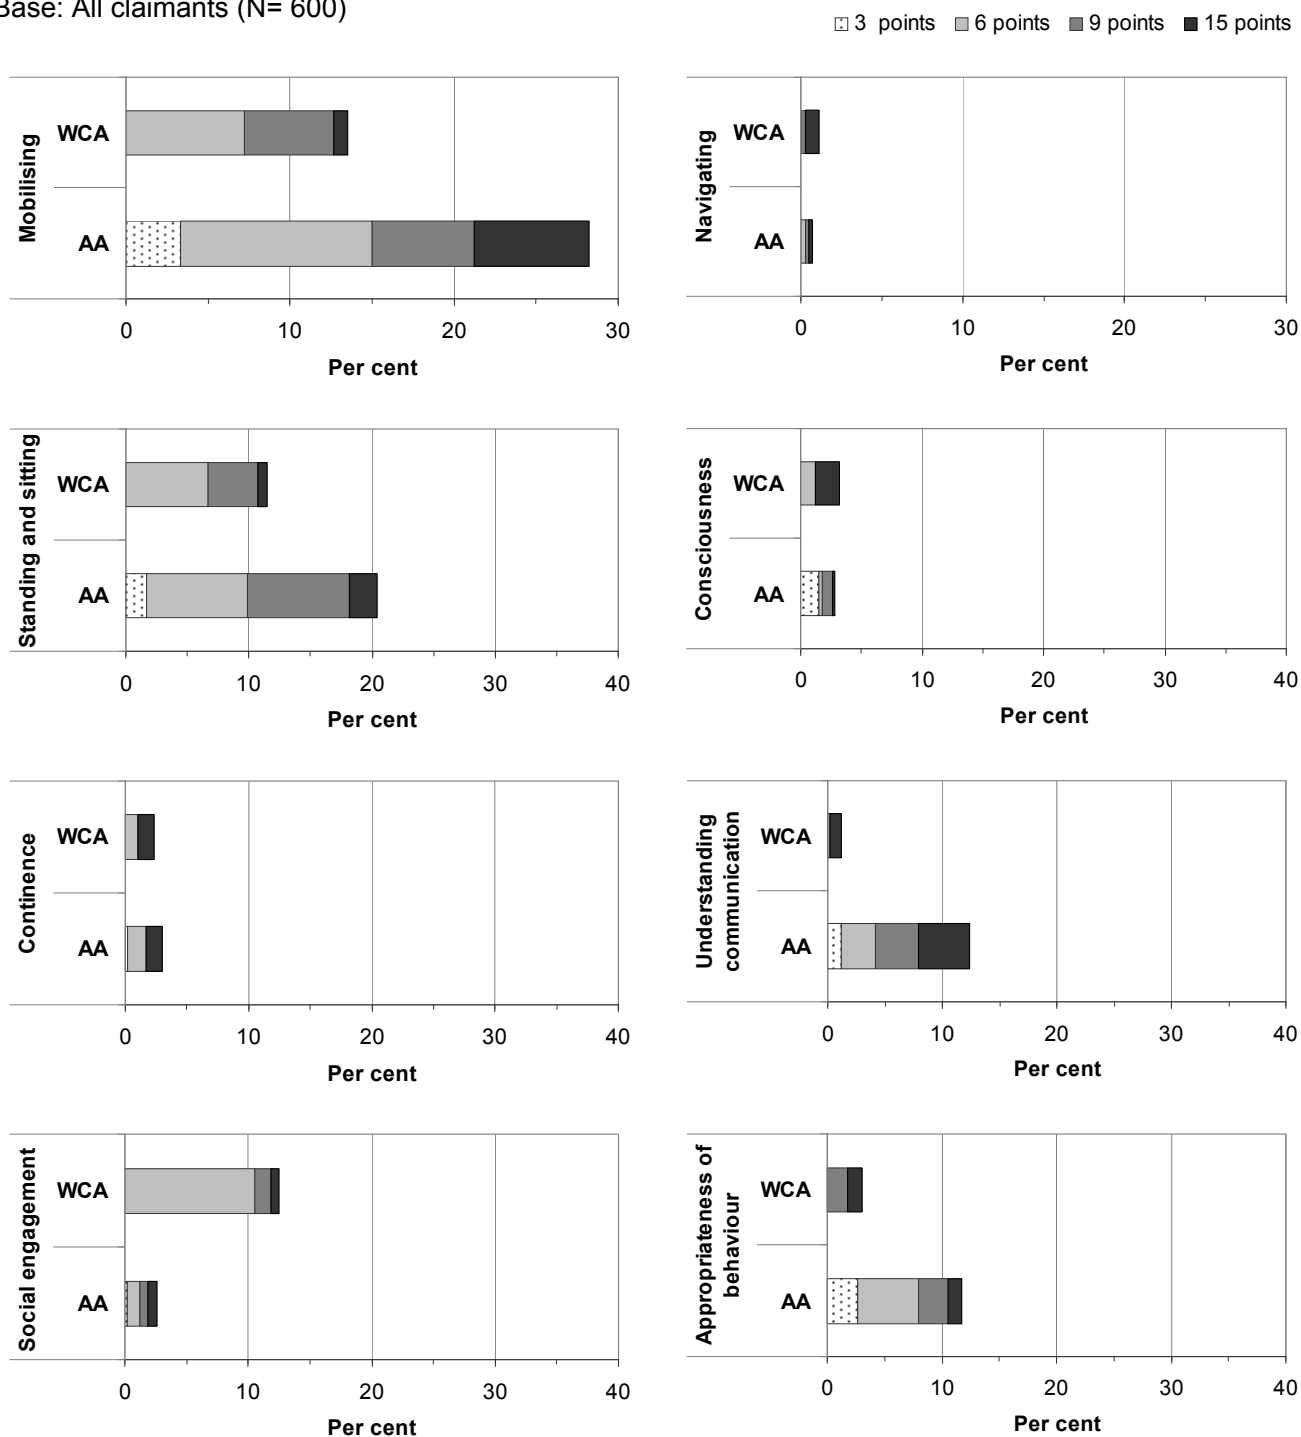 Base: All claimants (N= 600)
3 points 6 points 9 points 15 points
Mobilising
WCA
AA
0 10 20 30
Per cent
Navigating
WCA
AA
0 10 20 30
Per cent
Standing and sitting
WCA
AA
0 10 20 30 40
Per cent
Consciousness
WCA
AA
0 10 20 30 40
Per cent
Continence
WCA
AA
0 10 20 30 40
Per cent
Understanding
communication
WCA
AA
0 10 20 30 40
Per cent
Social engagement
WCA
AA
0 10 20 30 40
Per cent
Appropriateness of
behaviour
WCA
AA
0 10 20 30 40
Per cent